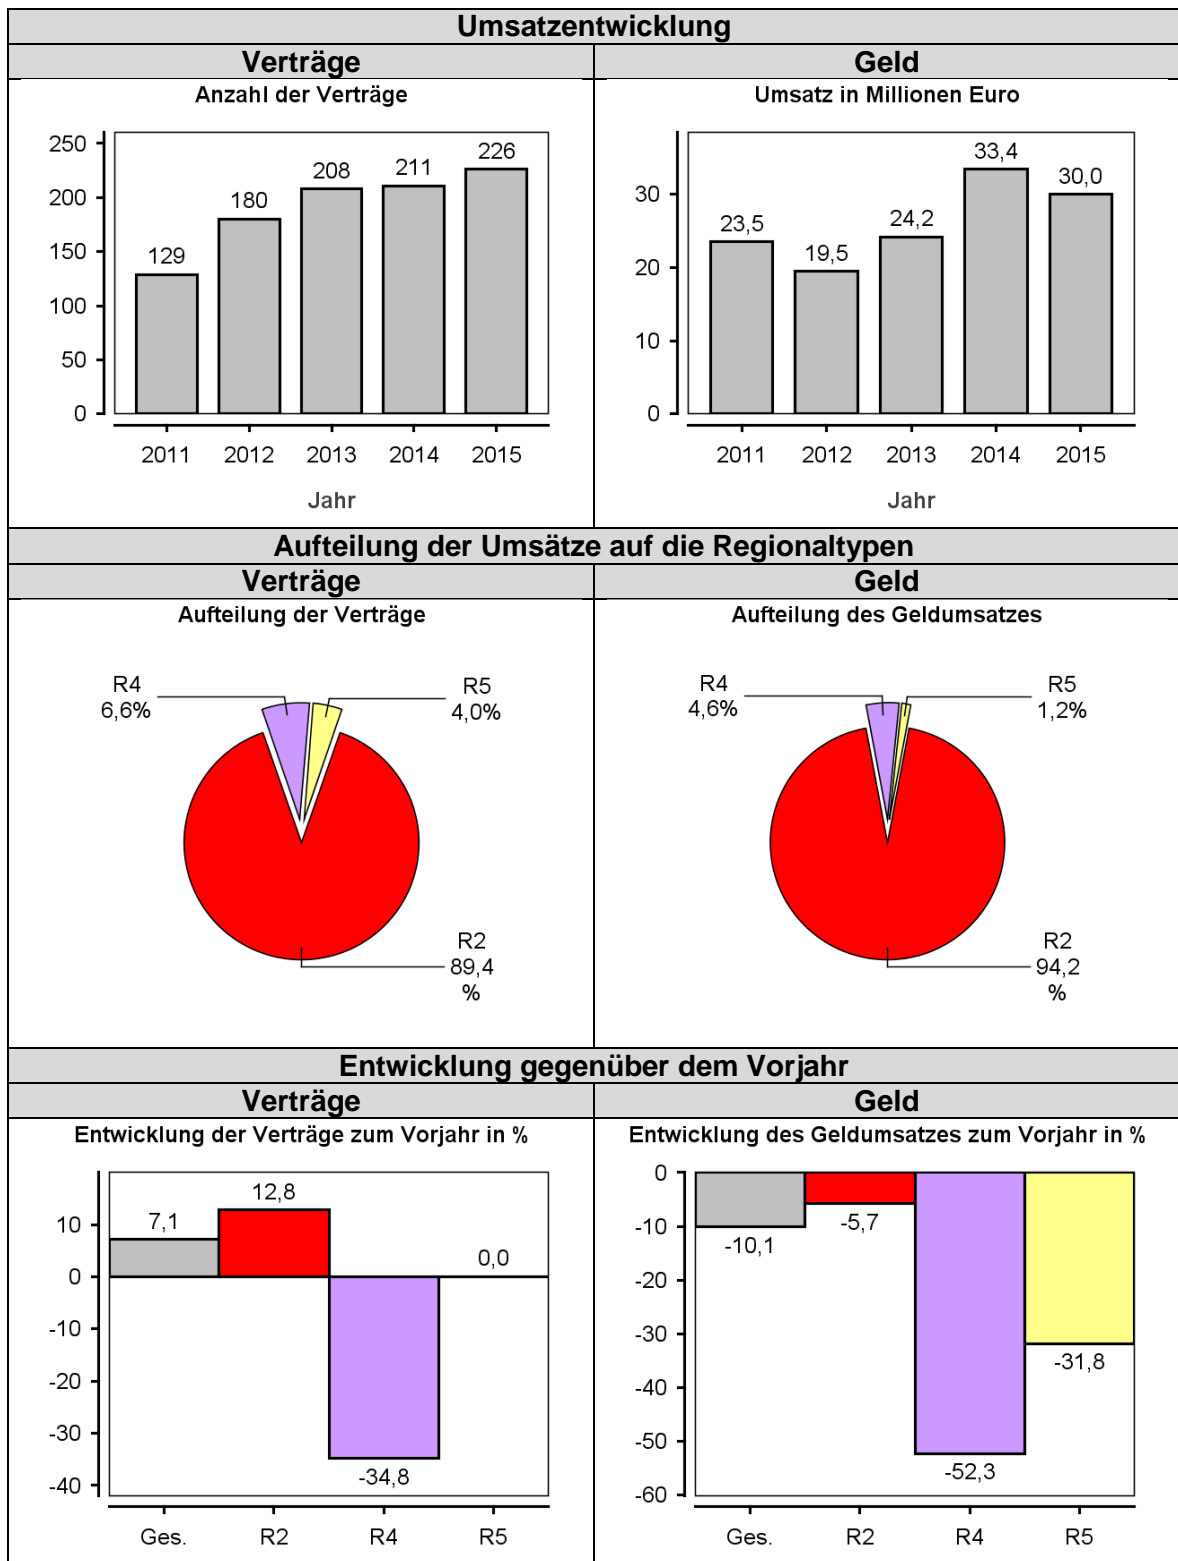 Umsatzentwicklung
Verträge
Geld
Anzahl der Verträge
250
200
150
100
50
0
129
180
208
211
226
2011 2012 2013 2014 2015
Jahr
Umsatz in Millionen Euro
30
20
10
0
23,5
19,5
24,2
33,4
30,0
2011 2012 2013 2014 2015
Jahr
Aufteilung der Umsätze auf die Regionaltypen
Verträge
Geld
Aufteilung der Verträge
R4
6,6%
R5
4,0%
R2
89,4
%
Aufteilung des Geldumsatzes
R4
4,6%
R5
1,2%
R2
94,2
%
Entwicklung gegenüber dem Vorjahr
Verträge
Geld
Entwicklung der Verträge zum Vorjahr in %
10
0
-10
-20
-30
-40
7,1
12,8
-34,8
0,0
Ges. R2 R4 R5
Entwicklung des Geldumsatzes zum Vorjahr in %
0
-10
-20
-30
-40
-50
-60
-10,1
-5,7
-52,3
-31,8
Ges. R2 R4 R5